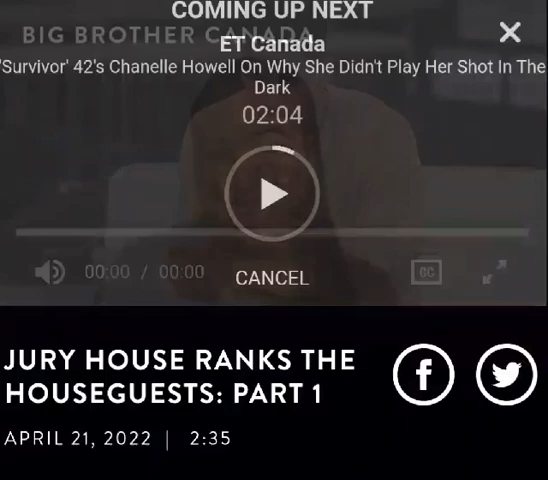 COMING UP NEXT
BIG BROTHER CANADA
ET Canada
'Survivor' 42's Chanelle Howell On Why She Didn't Play Her Shot In The
Dark
02:04
00:00 / 00:00
CANCEL
CC
JURY HOUSE RANKS THE
HOUSEGUESTS: PART 1
APRIL 21, 2022 | 2:35